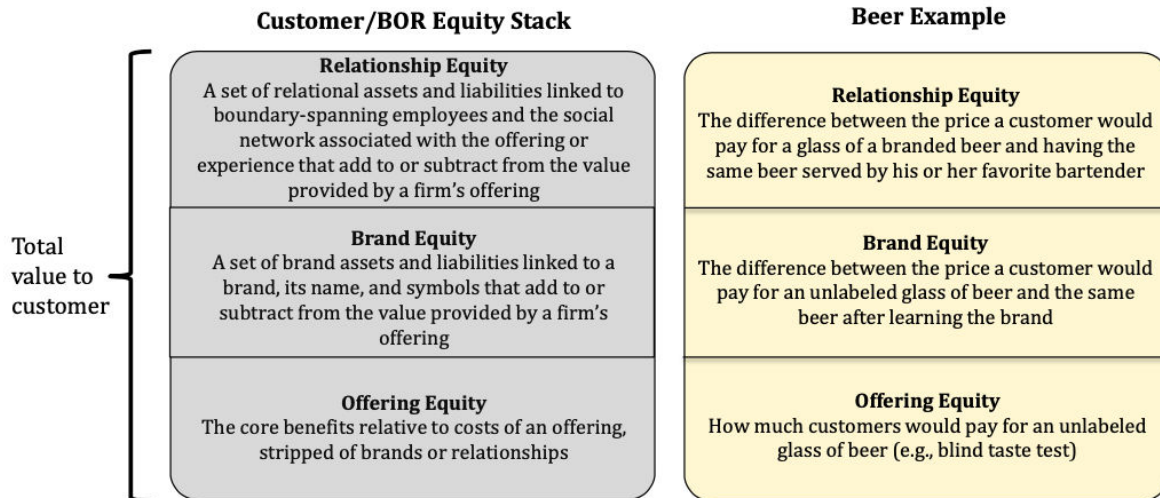 Customer/BOR Equity Stack
Beer Example
Total
value to
customer
Relationship Equity
A set of relational assets and liabilities linked to
boundary-spanning employees and the social
network associated with the offering or
experience that add to or subtract from the value
provided by a firm's offering
Brand Equity
A set of brand assets and liabilities linked to a
brand, its name, and symbols that add to or
subtract from the value provided by a firm's
offering
Offering Equity
The core benefits relative to costs of an offering,
stripped of brands or relationships
Relationship Equity
The difference between the price a customer would
pay for a glass of a branded beer and having the
same beer served by his or her favorite bartender
Brand Equity
The difference between the price a customer would
pay for an unlabeled glass of beer and the same
beer after learning the brand
Offering Equity
How much customers would pay for an unlabeled
glass of beer (e.g., blind taste test)